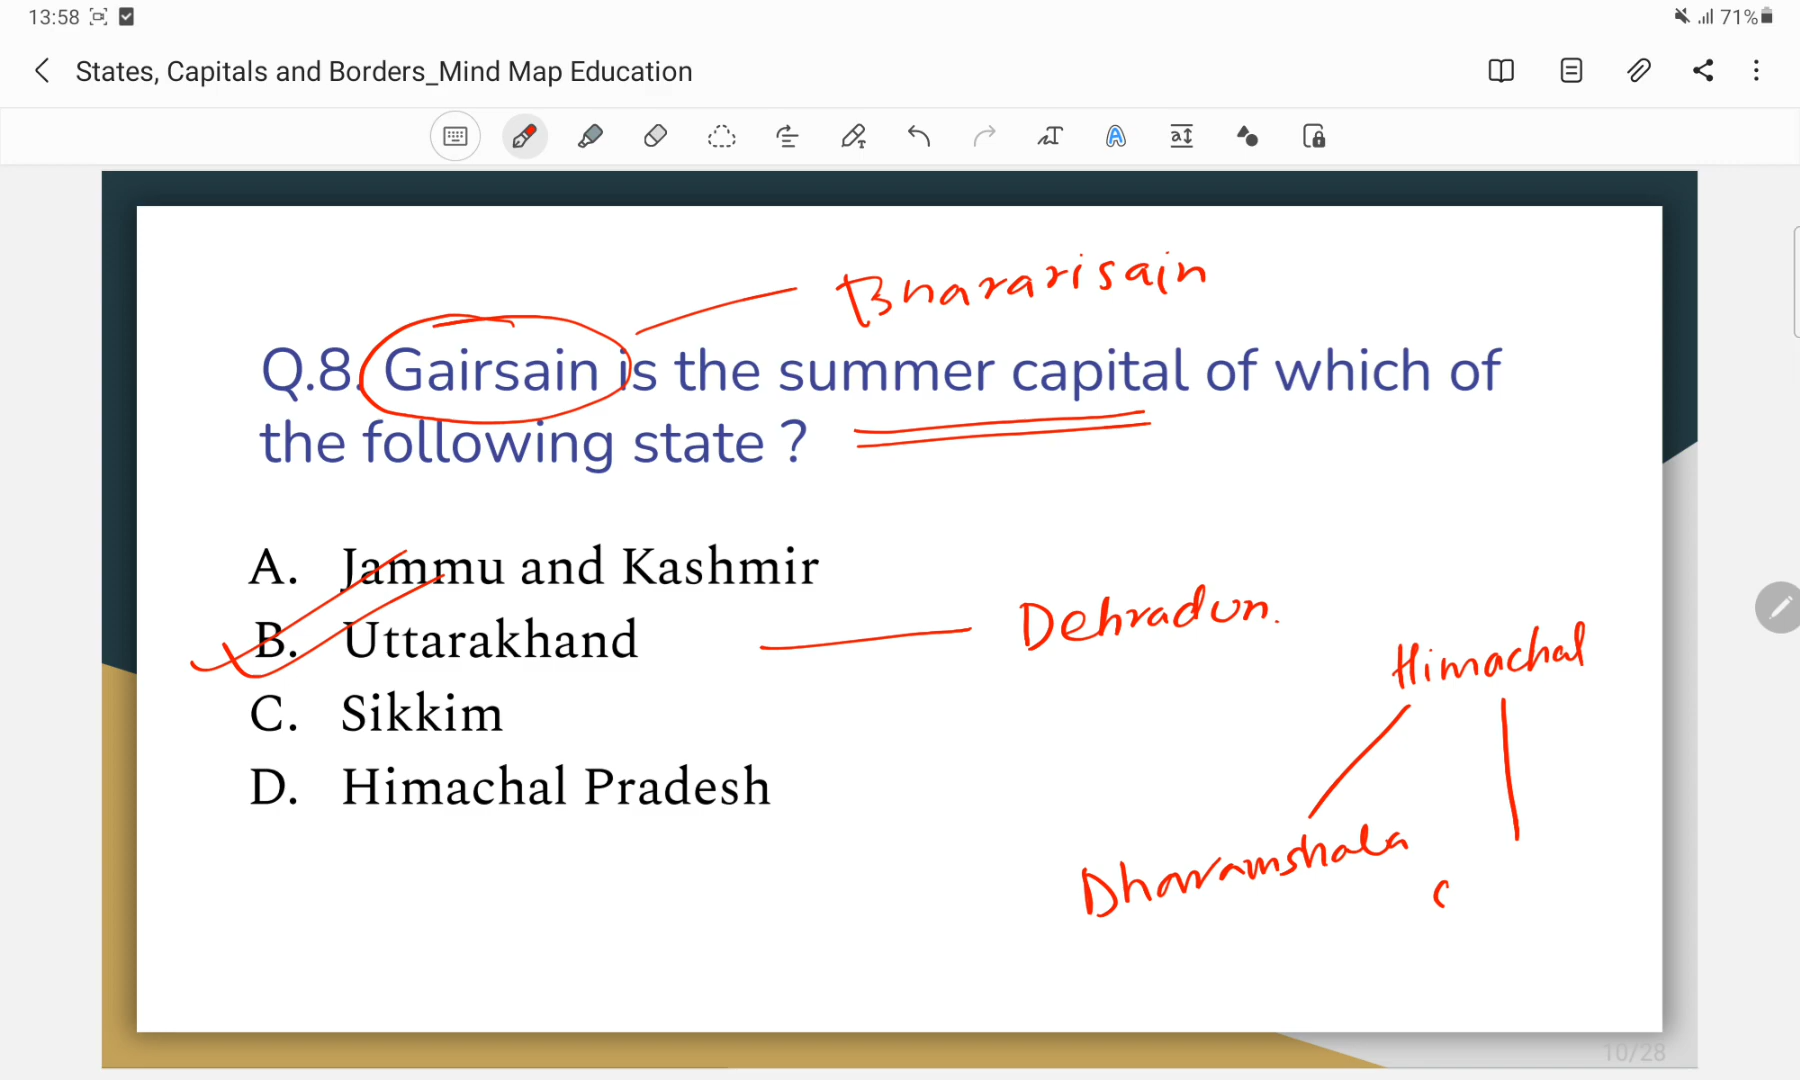 13:58
71%
States, Capitals and Borders_Mind Map Education
Bhararisain
Q.8. Gairsain is the summer capital of which of
the following state ?
A. Jammu and Kashmir
B. Uttarakhand
Dehradun.
C. Sikkim
D. Himachal Pradesh
Himachal
Dharamshala
10/28